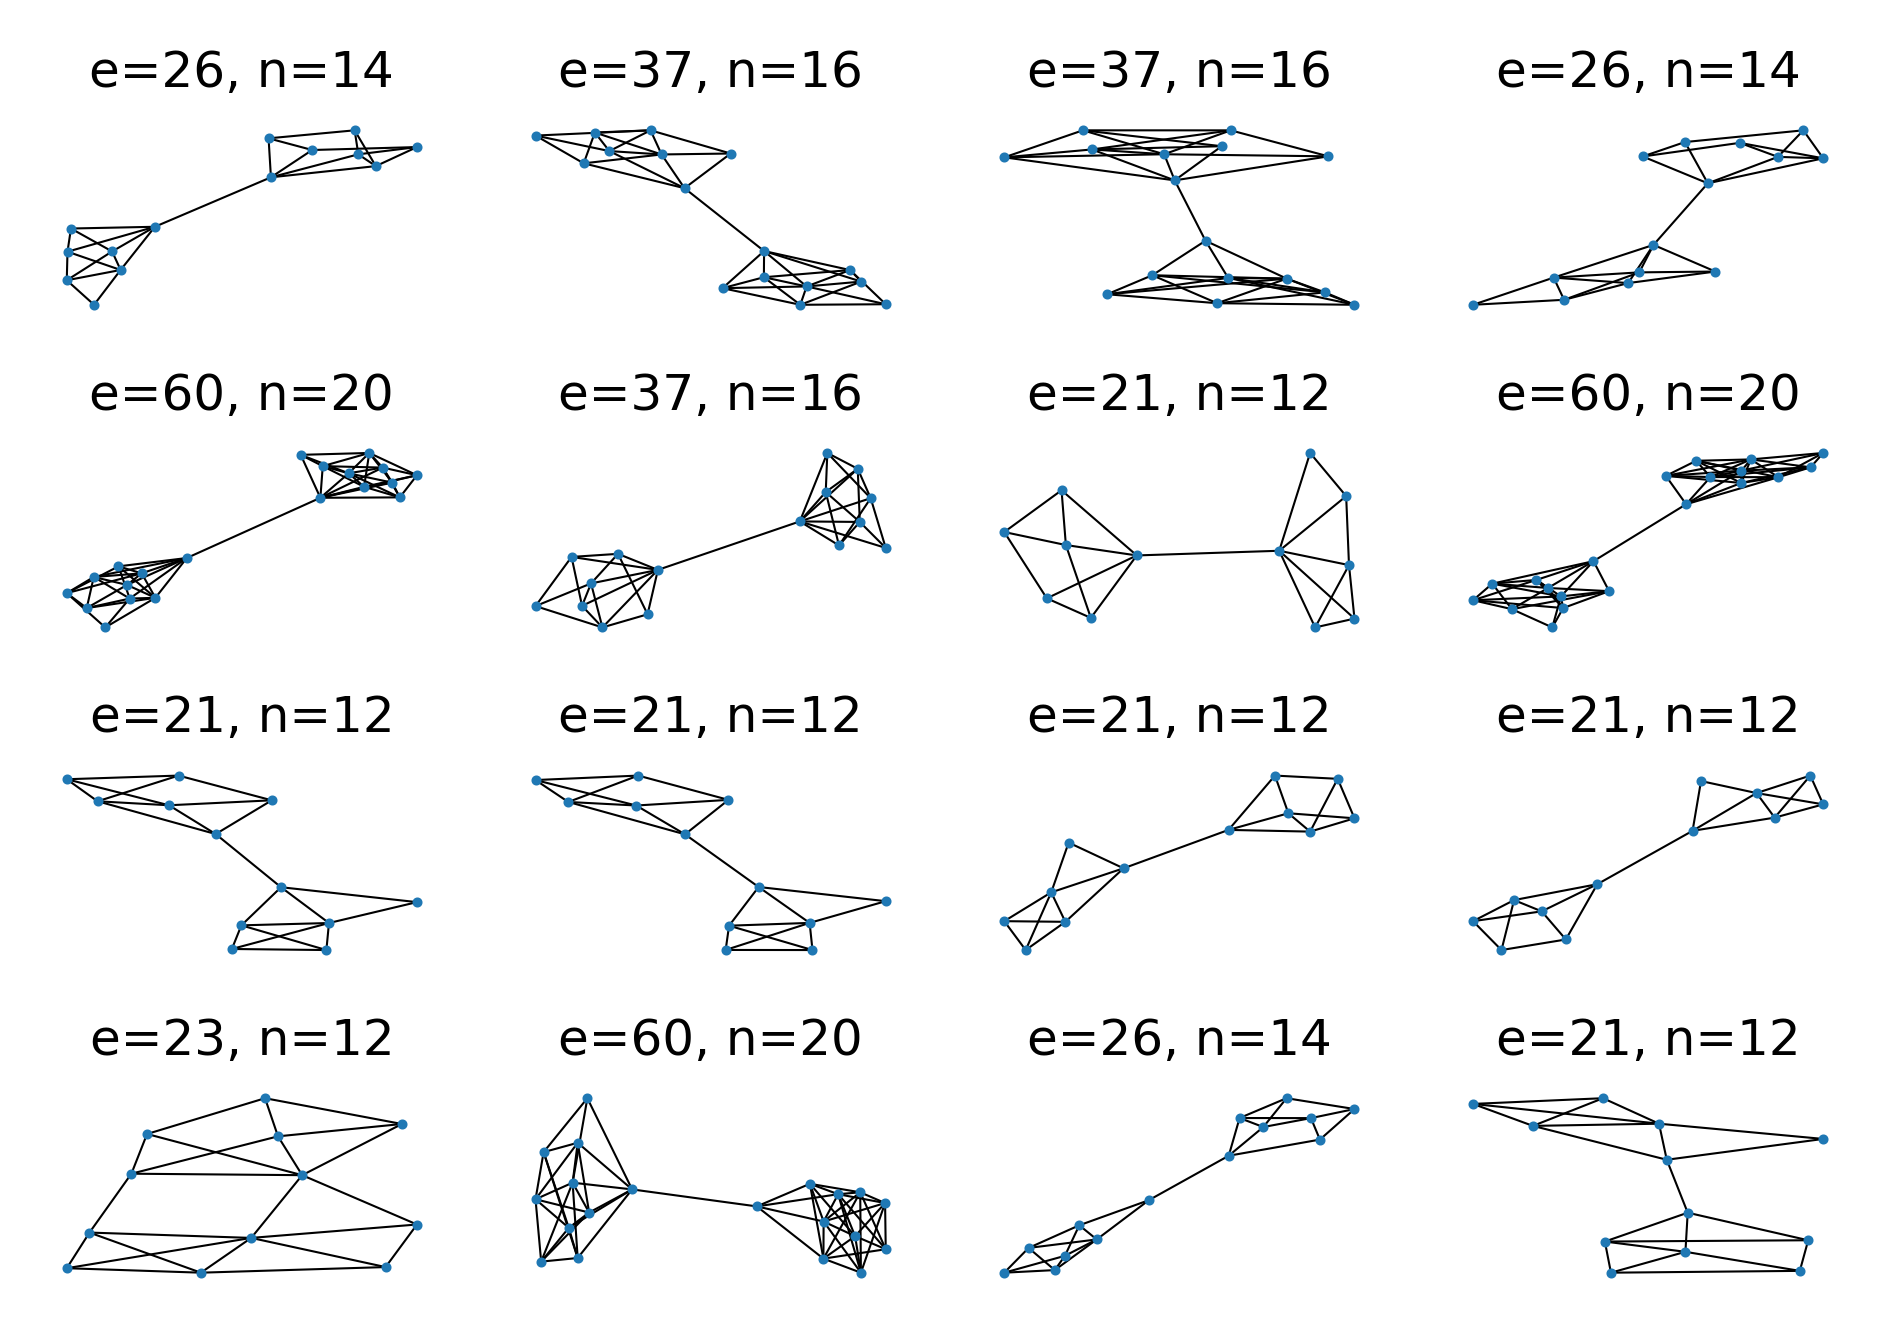 e=26, n=14
e=37, n=16
e=37, n=16
e=26, n=14
e=60, n=20
e=37, n=16
e=21, n=12
e=60, n=20
e=21, n=12
e=21, n=12
e=21, n=12
e=21, n=12
e=23, n=12
e=60, n=20
e=26, n=14
e=21, n=12